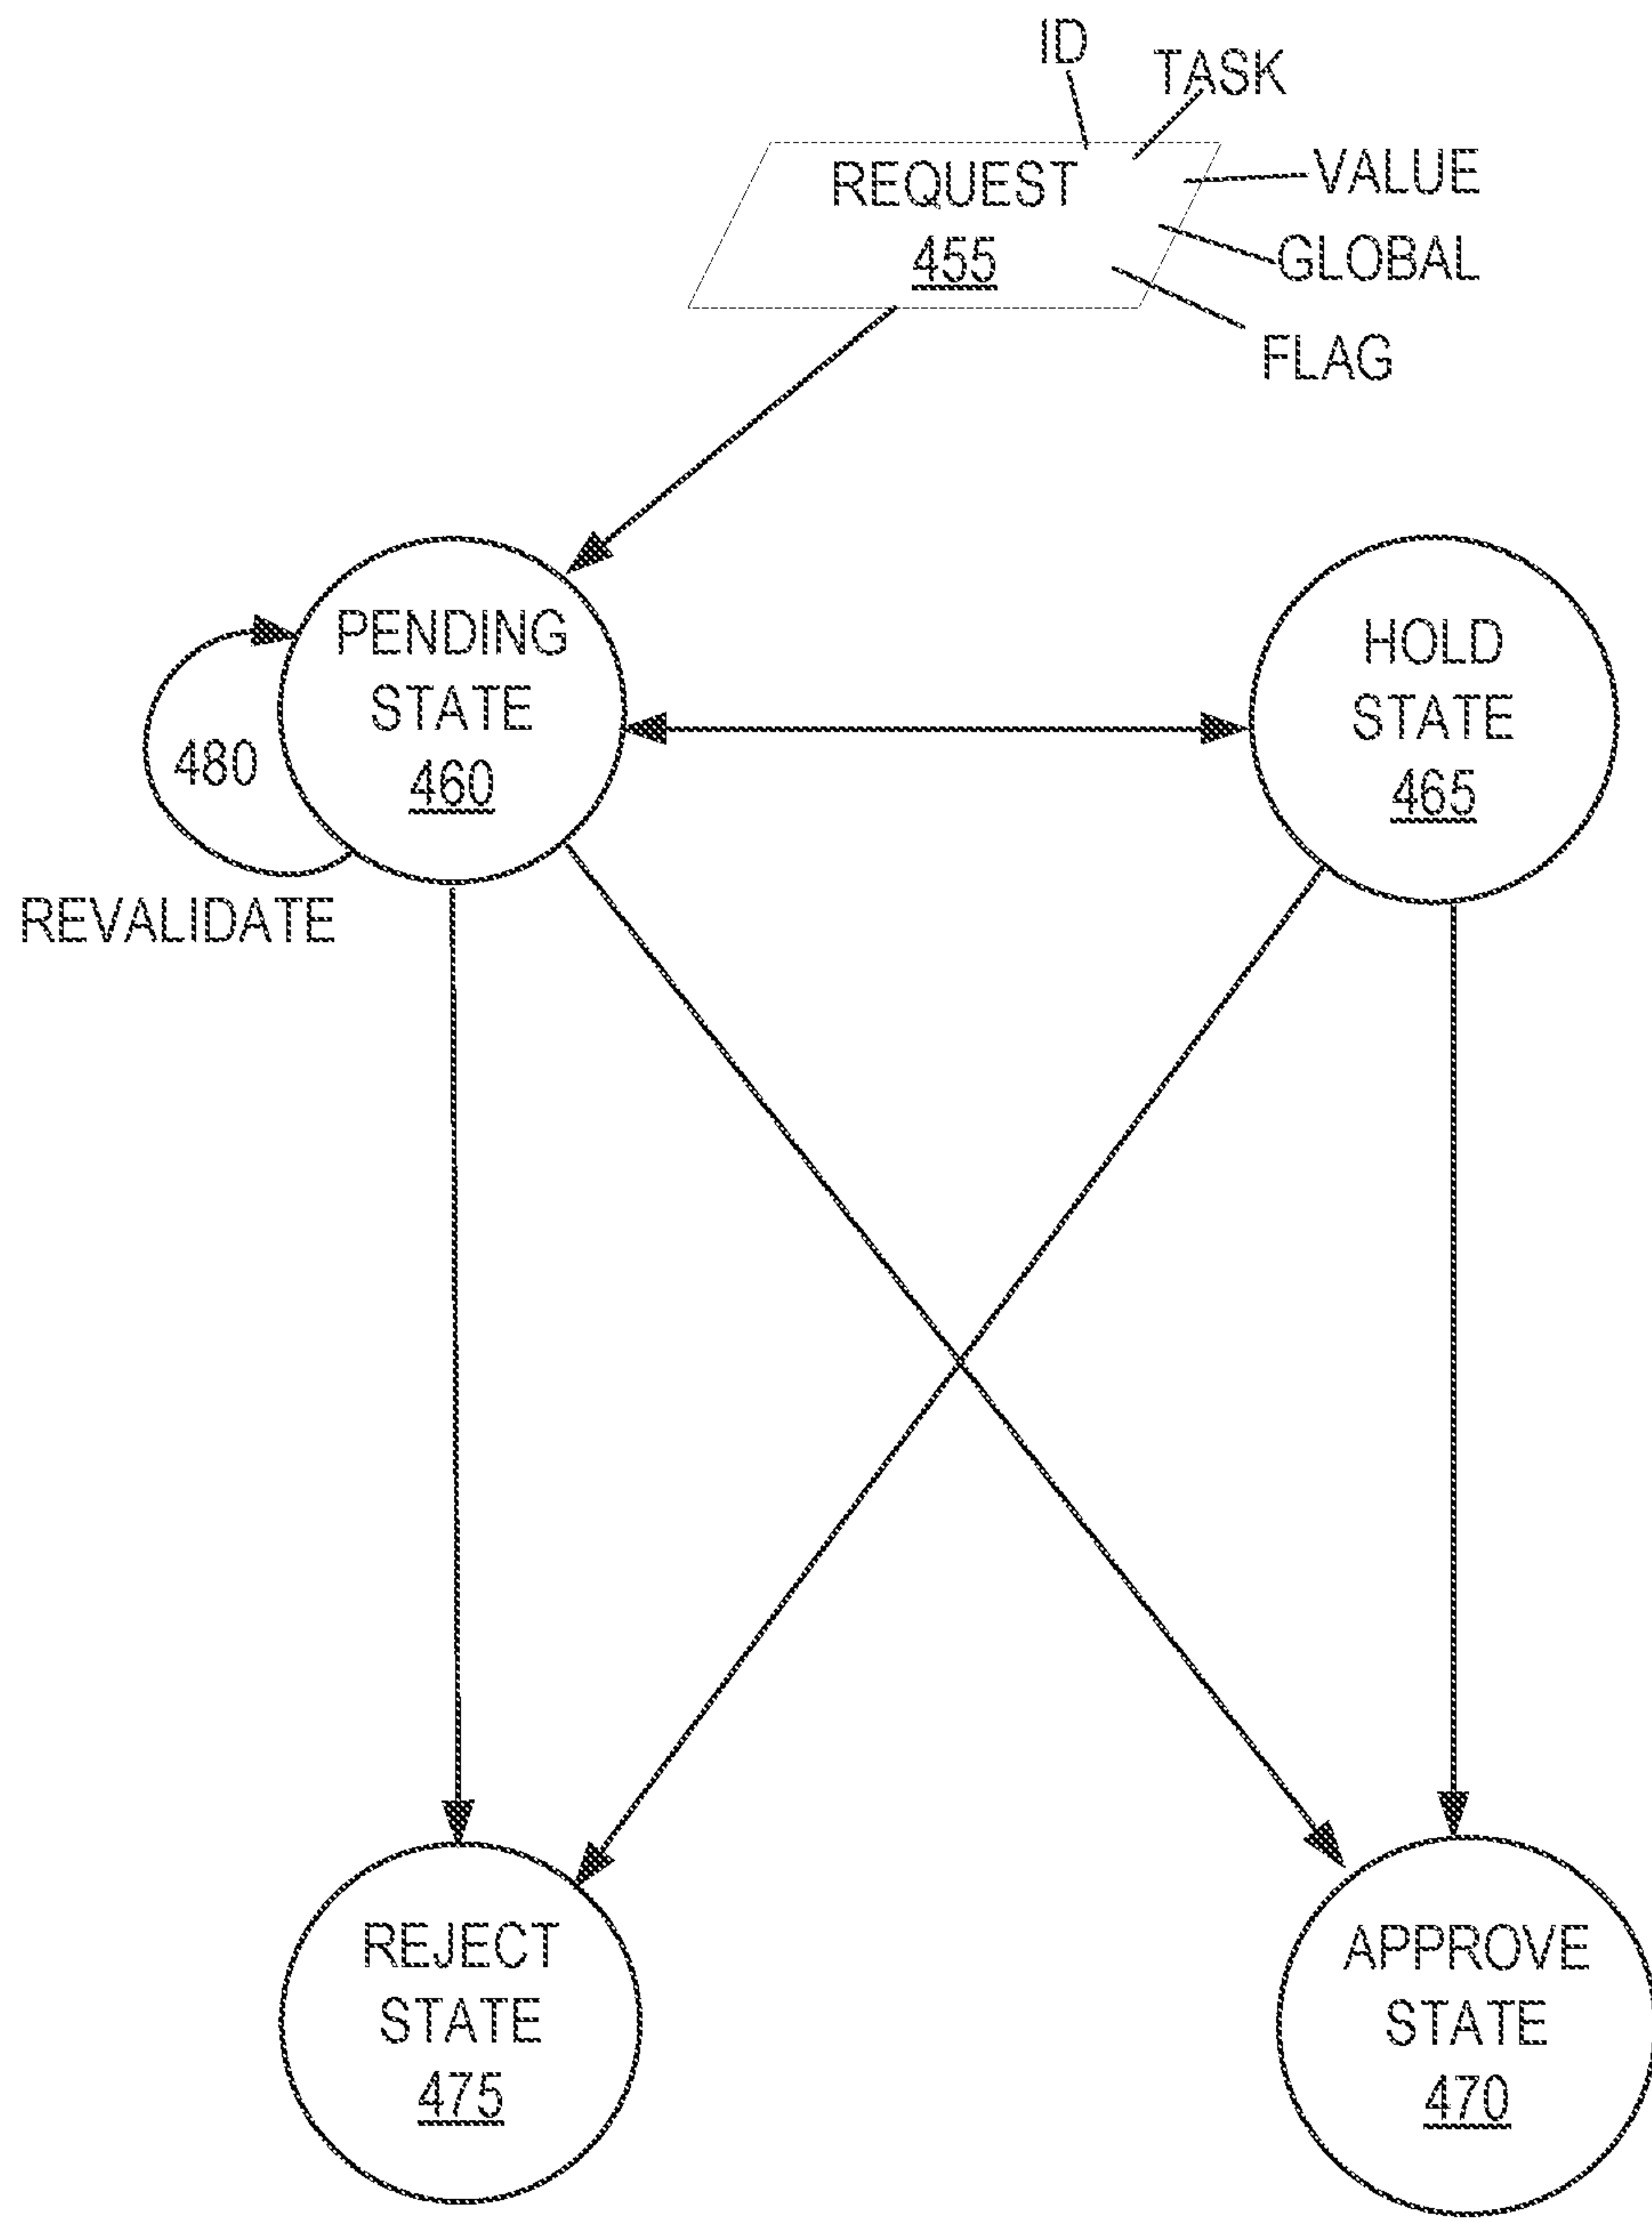 ID
TASK
REQUEST
455
VALUE
GLOBAL
FLAG
PENDING
STATE
460
480
REVALIDATE
HOLD
STATE
465
REJECT
STATE
475
APPROVE
STATE
470